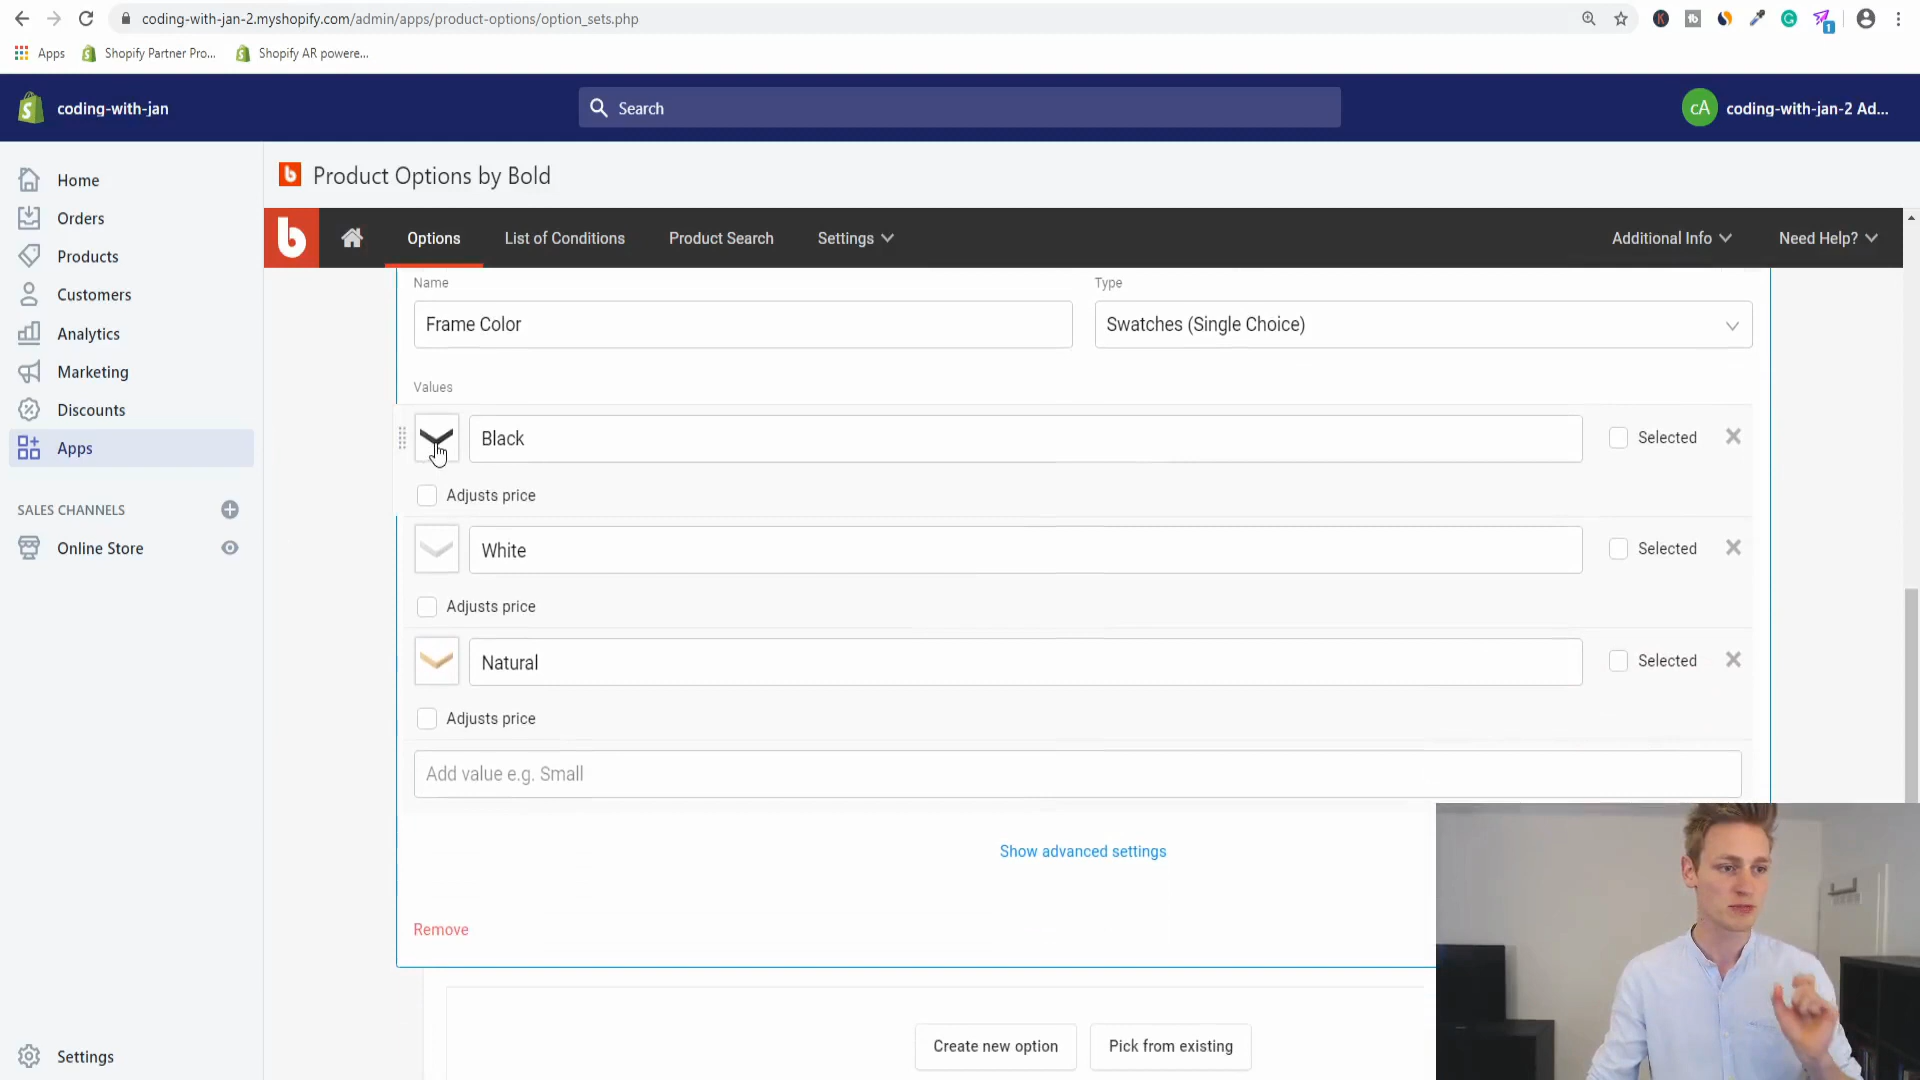 coding-with-jan-2.myshopify.com/admin/apps/product-options/option_sets.php
1
Apps
Shopify Partner Pro...
Shopify AR powere...
coding-with-jan
Search
cA
coding-with-jan-2 Ad...
Home
Orders
Products
Customers
Analytics
Marketing
Discounts
Apps
SALES CHANNELS
Online Store
Settings
b Product Options by Bold
b
Options
List of Conditions
Product Search
Settings
Additional Info
Need Help?
Name
Type
Frame Color
Swatches (Single Choice)
Values
Black
Selected
Adjusts price
White
Selected
Adjusts price
Natural
Selected
Adjusts price
Add value e.g. Small
Show advanced settings
Remove
Create new option
Pick from existing